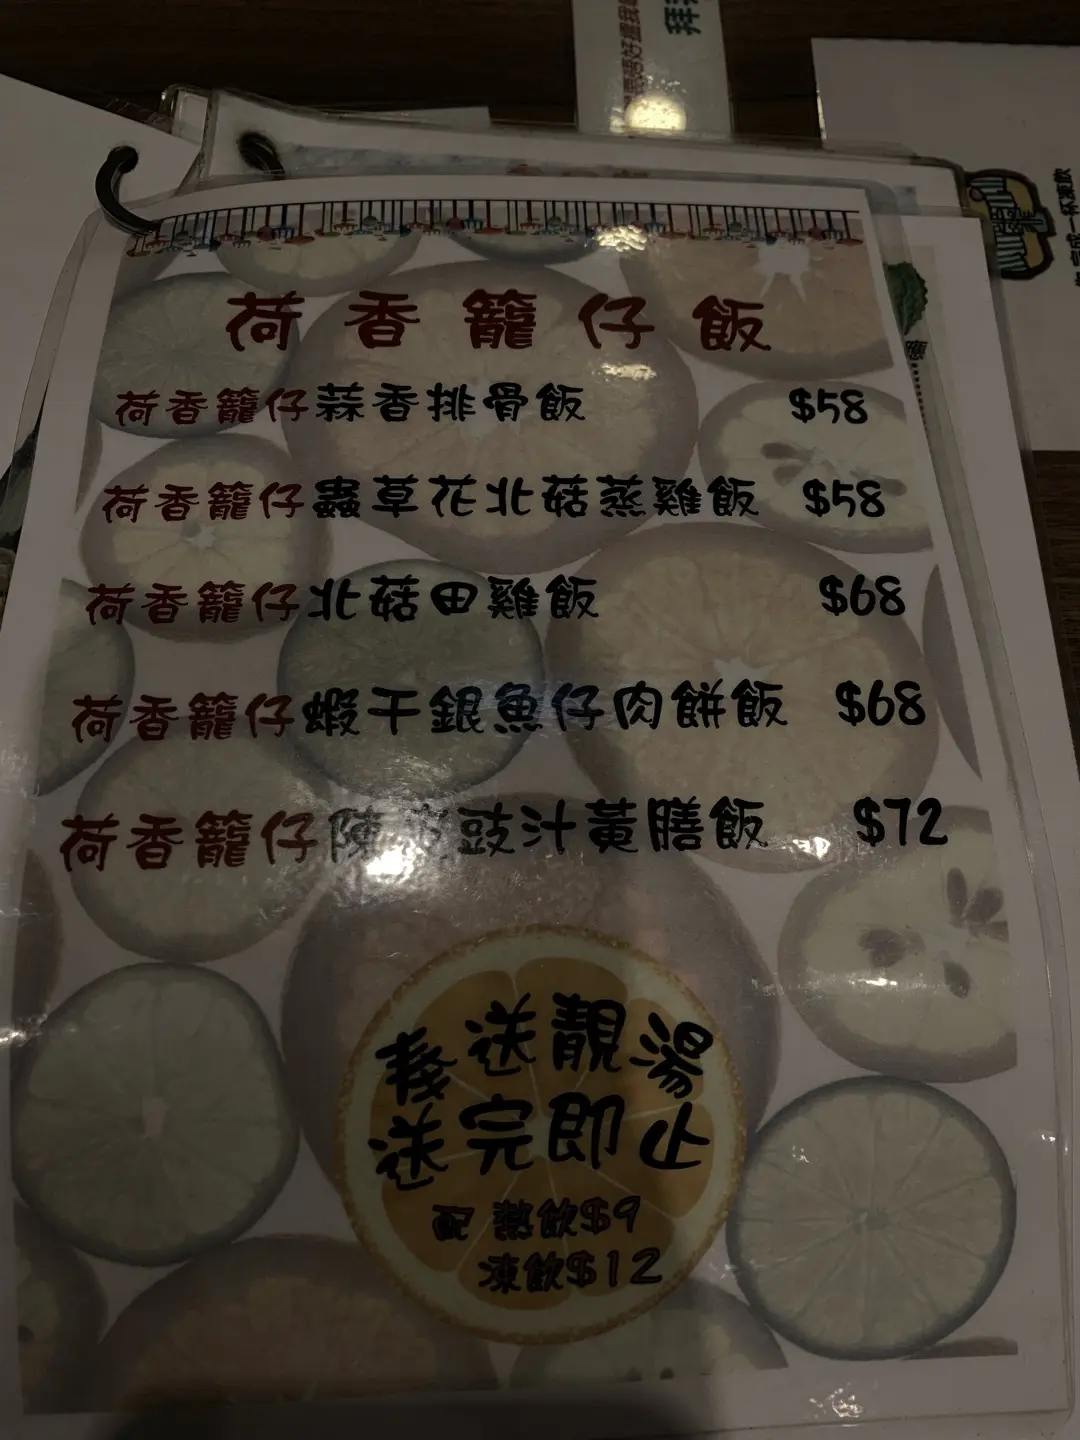 荷香籠仔飯
荷香籠仔蒜香排骨飯 $58
荷香籠仔蟲草花北菇蒸雞飯 $58
荷香籠仔北菇田雞飯 $68
荷香籠仔蝦干銀魚仔肉餅飯 $68
荷香籠仔陳皮豉汁黃膳飯 $72
送靚湯
送完即止
配 熱飲$9
凍飲$12